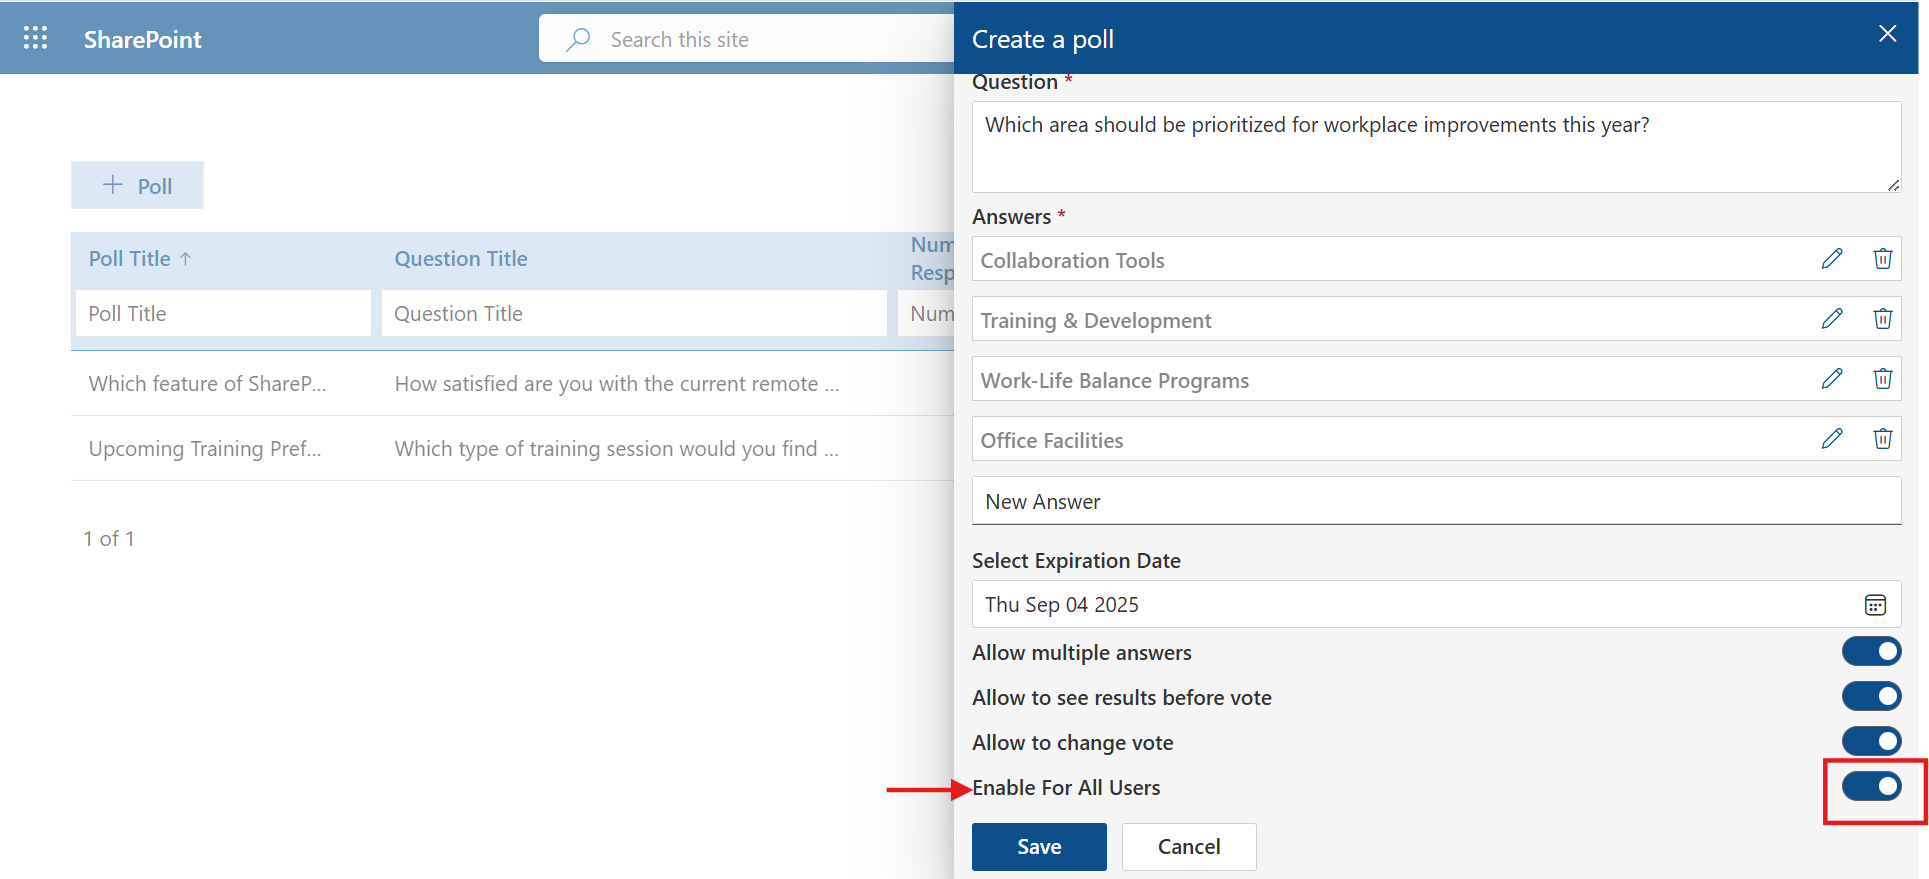 SharePoint
Search this site
Create a poll
Question *
Which area should be prioritized for workplace improvements this year?
Answers *
Collaboration Tools
Training & Development
Work-Life Balance Programs
Office Facilities
New Answer
Select Expiration Date
Thu Sep 04 2025
Allow multiple answers
Allow to see results before vote
Allow to change vote
Enable For All Users
Save Cancel
+ Poll
Poll Title ↑ Question Title Num
Resp
Poll Title Question Title Num
Which feature of ShareP... How satisfied are you with the current remote ...
Upcoming Training Pref... Which type of training session would you find ...
1 of 1